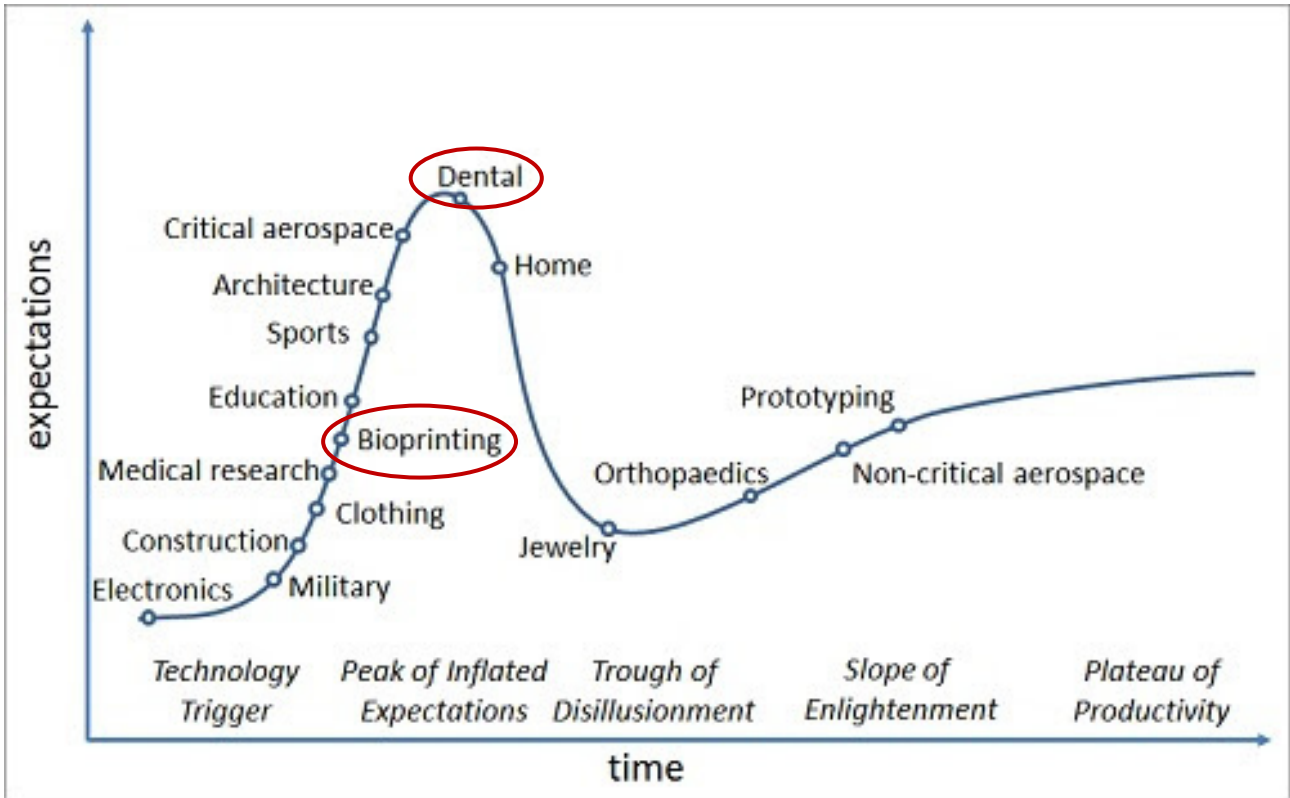 Dental
Critical aerospace
Home
Architecture
Sports
Education
Bioprinting
Medical research
Clothing
Construction
Electronics
Military
Jewelry
Orthopaedics
Prototyping
Non-critical aerospace
expectations
Technology
Trigger
Peak of Inflated
Expectations
Trough of
Disillusionment
Slope of
Enlightenment
Plateau of
Productivity
time